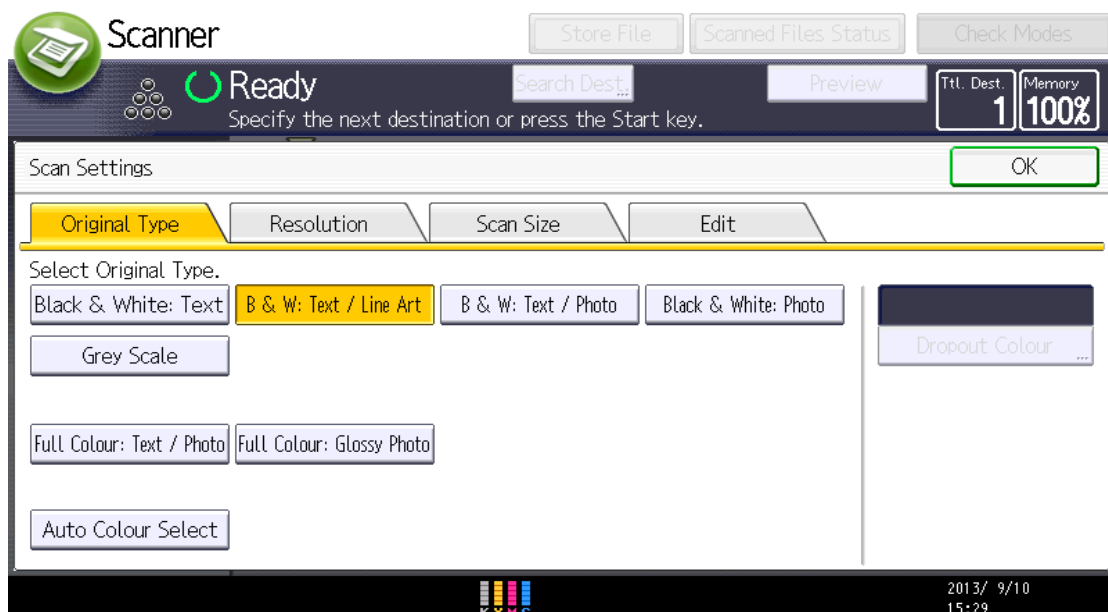 Scanner
Store File
Scanned Files Status
Check Modes
Ready
Search Dest.
Preview
Ttl. Dest.
1
Memory
100%
Specify the next destination or press the Start key.
Scan Settings
OK
Original Type
Resolution
Scan Size
Edit
Select Original Type.
Black & White: Text
B & W: Text / Line Art
B & W: Text / Photo
Black & White: Photo
Grey Scale
Dropout Colour
Full Colour: Text / Photo
Full Colour: Glossy Photo
Auto Colour Select
2013/ 9/10
15:29
K Y M C